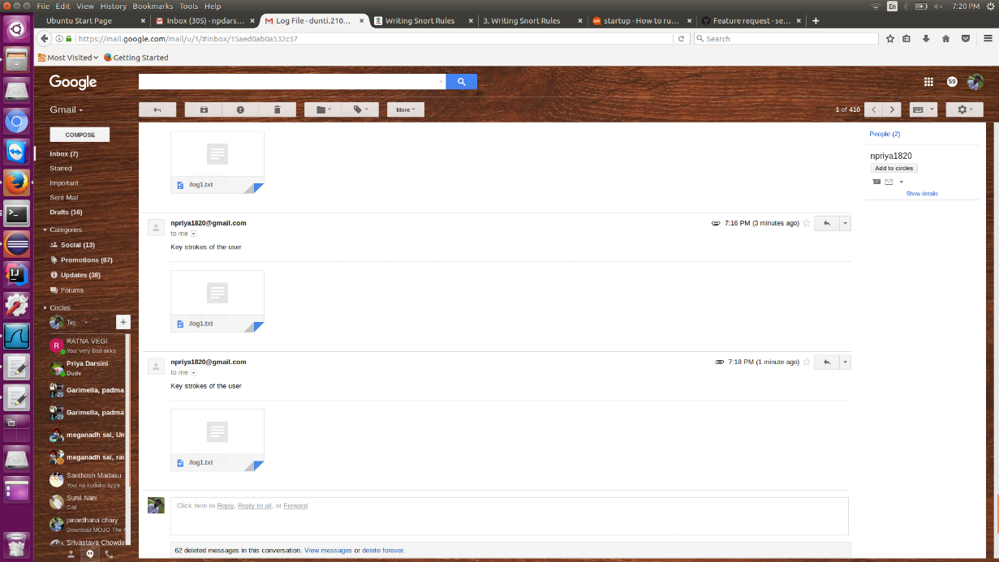 File Edit View History Bookmarks Tools Help
En
7:20 PM
Ubuntu Start Page
Inbox (305) - npdars...
Log File - dunti.210...
Writing Snort Rules
3. Writing Snort Rules
startup - How to ru...
Feature request - se...
https://mail.google.com/mail/u/1/#inbox/15aed0ab0a532c57
Search
Most Visited
Getting Started
Google
59
Gmail
More
1 of 410
COMPOSE
Inbox (7)
Starred
Important
Sent Mail
Drafts (16)
Categories
Social (13)
Promotions (67)
Updates (38)
Forums
Circles
Tej
RATNA VEGI
You: very Bad akka
Priya Darsini
Dude
Garimella, padma
25
Garimella, padma
29
meganadh sai, Un
meganadh sai, rav
Santhosh Madasu
You: na koduko ayya
Sunil Nani
Gali
janardhana chary
Download MOJO The A
Srivastava Chowda
/log1.txt
npriya1820@gmail.com
7:16 PM (3 minutes ago)
to me
Key strokes of the user
/log1.txt
npriya1820@gmail.com
7:18 PM (1 minute ago)
to me
Key strokes of the user
/log1.txt
Click here to Reply, Reply to all, or Forward
62 deleted messages in this conversation. View messages or delete forever.
People (2)
npriya1820
Add to circles
Show details